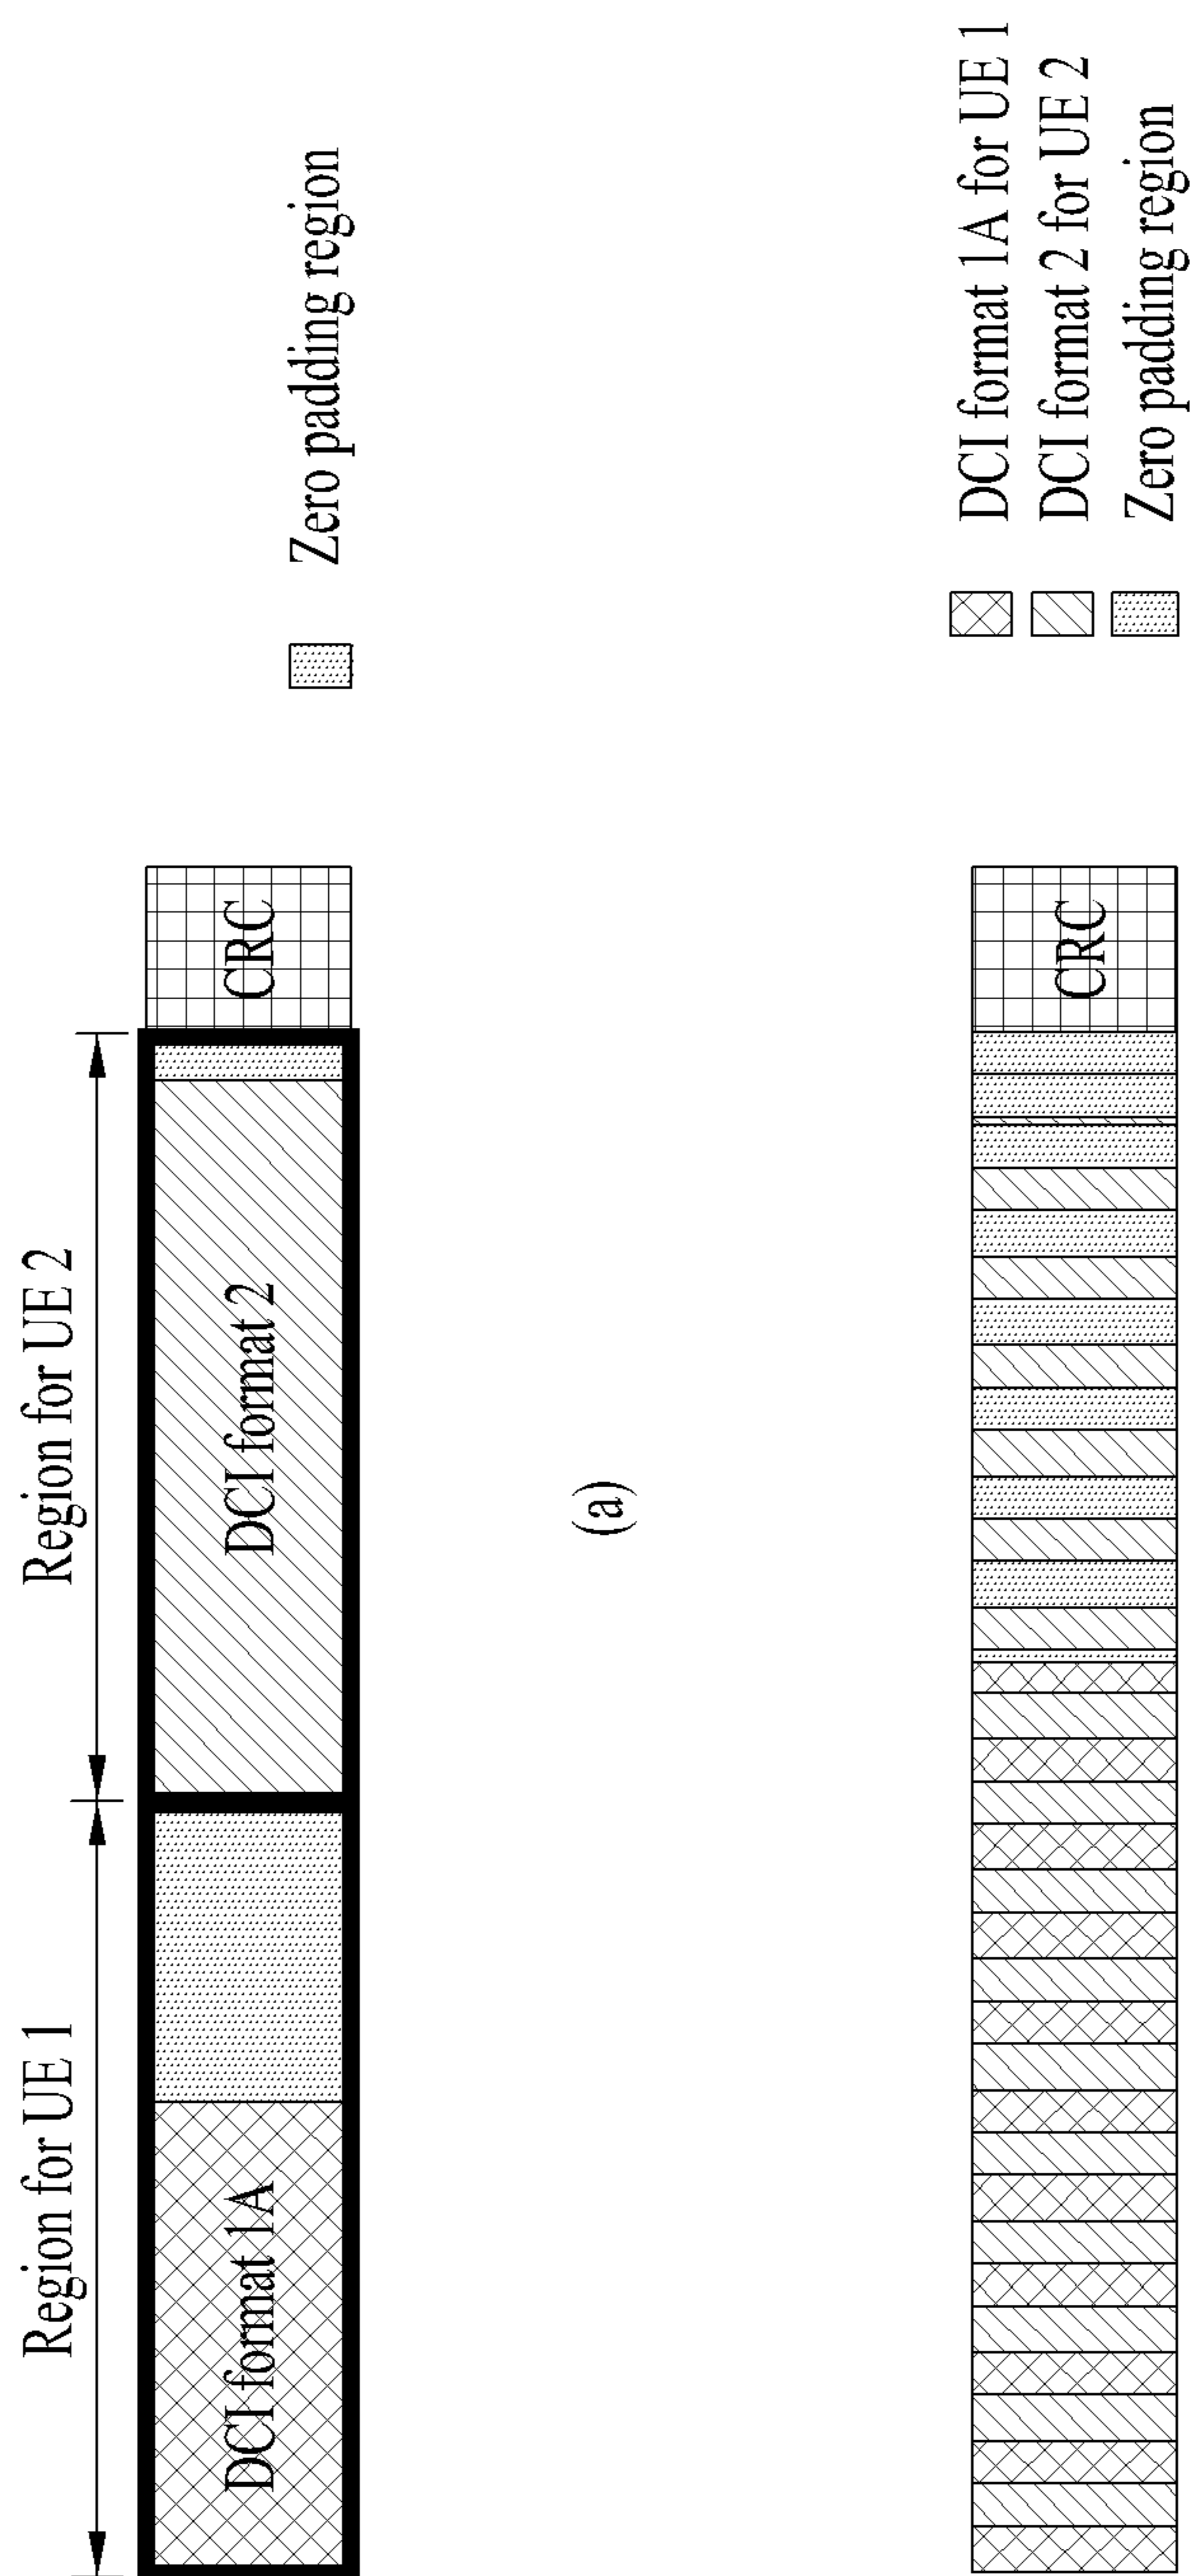 Region for UE 1
Region for UE 2
DCI format 1A
DCI format 2
CRC
Zero padding region
(a)
CRC
DCI format 1A for UE 1
DCI format 2 for UE 2
Zero padding region